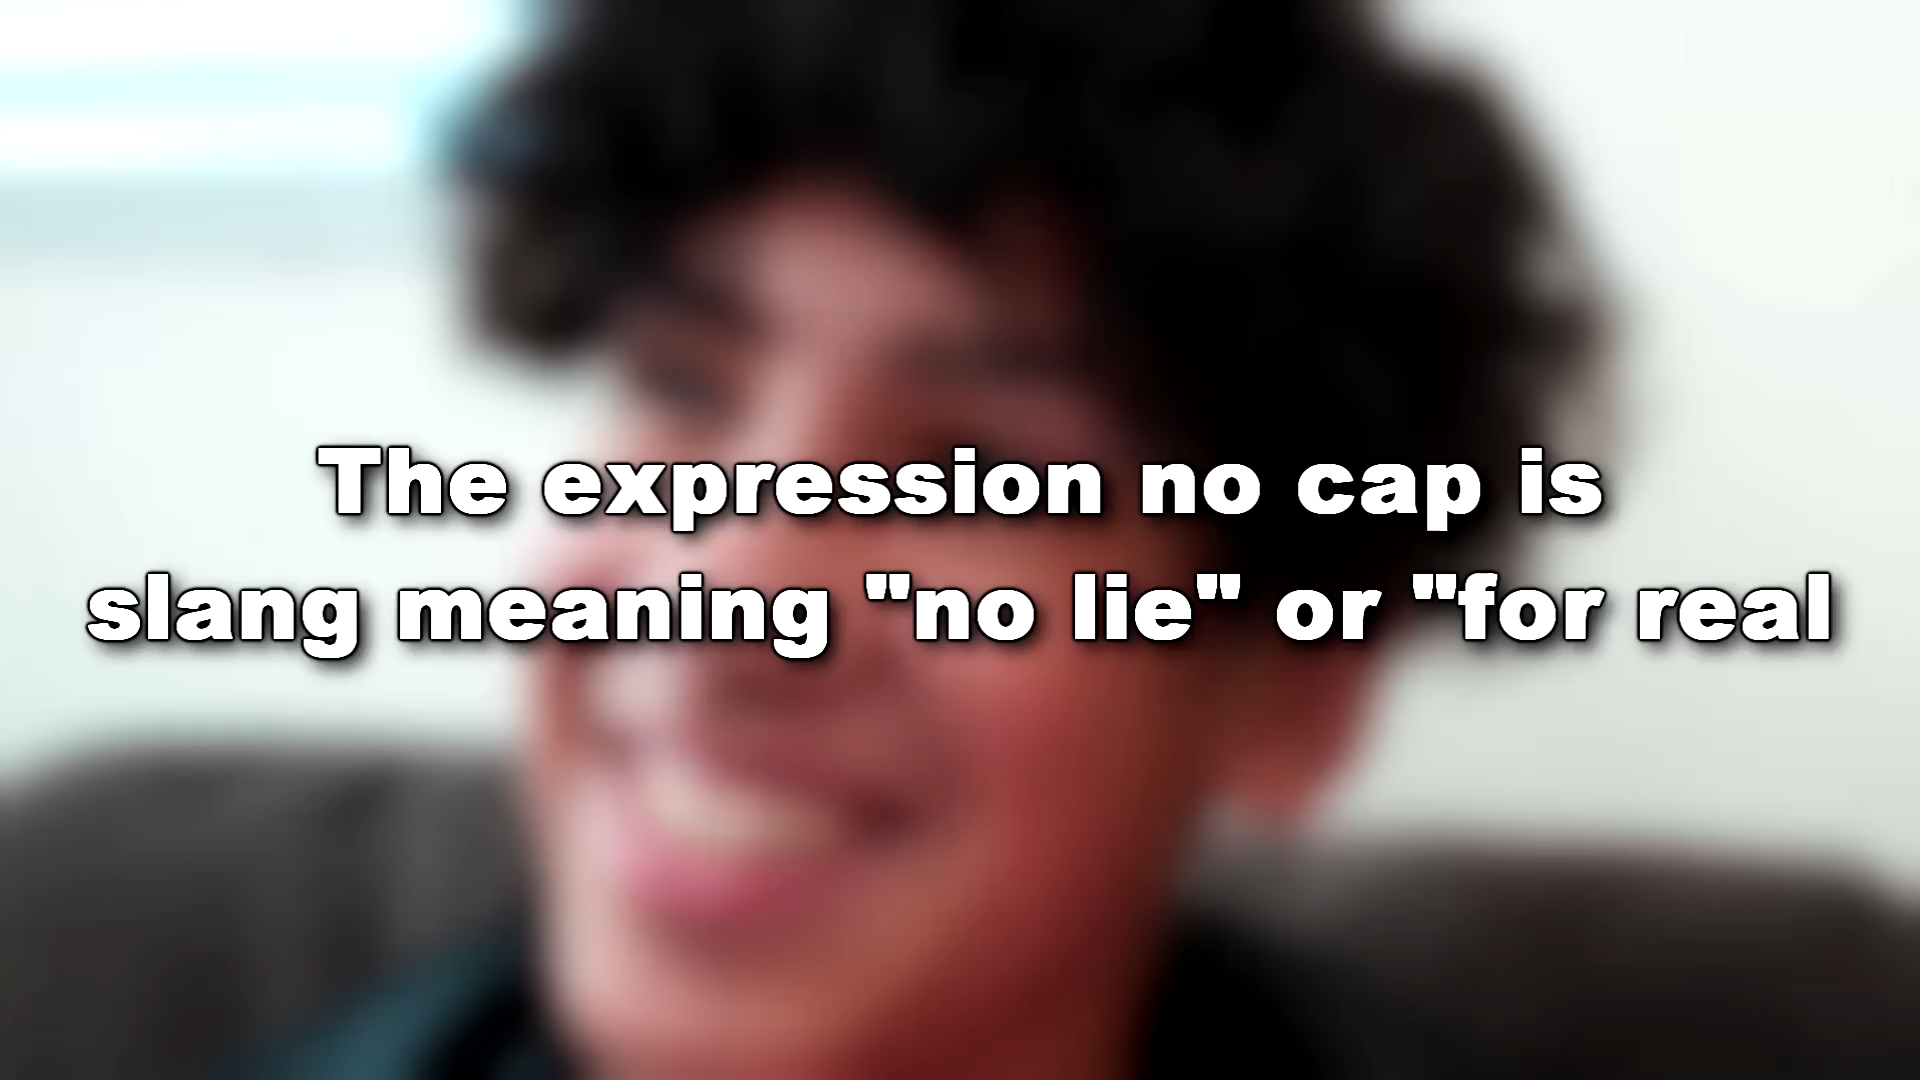 The expression no cap is
slang meaning "no lie" or "for real